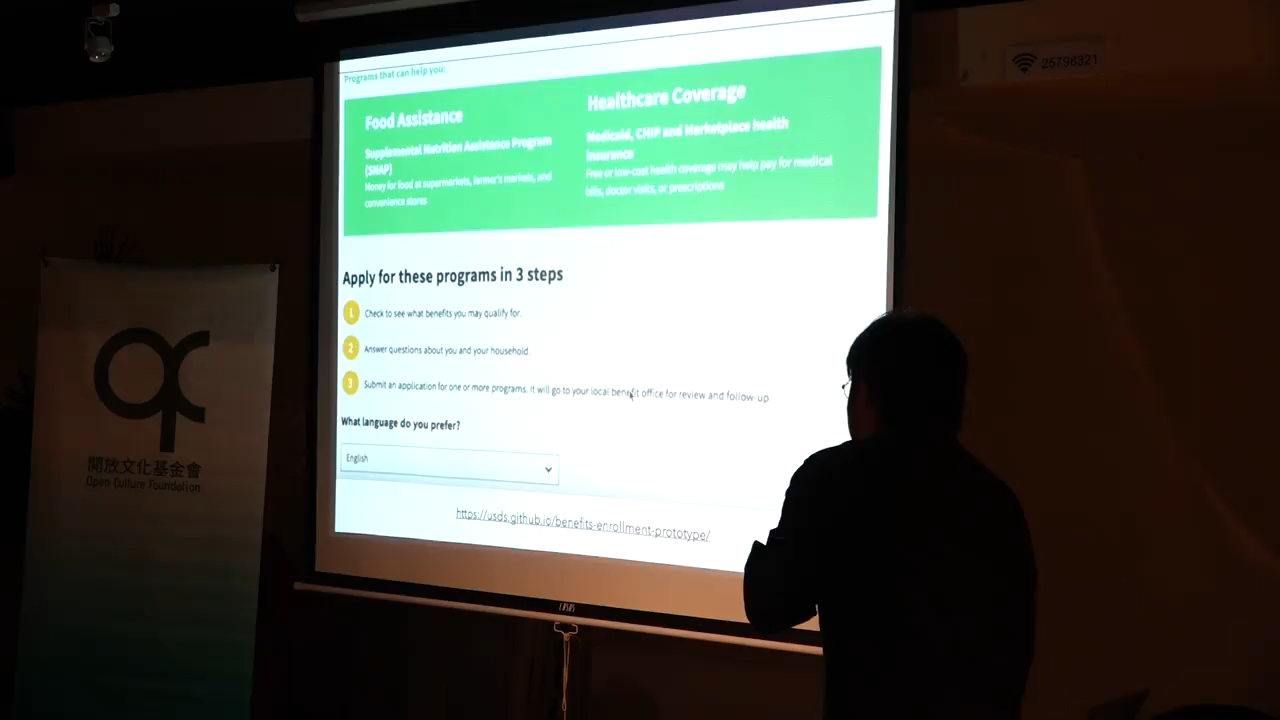 25798321
Programs that can help you:
Food Assistance
Supplemental Nutrition Assistance Program
(SNAP)
Money for food at supermarkets, farmer's markets, and
convenience stores
Healthcare Coverage
Medicaid, CHIP and Marketplace health
insurance
Free or low-cost health coverage may help pay for medical
bills, doctor visits, or prescriptions
Apply for these programs in 3 steps
1 Check to see what benefits you may qualify for.
2 Answer questions about you and your household.
3 Submit an application for one or more programs. It will go to your local benefit office for review and follow-up.
What language do you prefer?
English
https://usds.github.io/benefits-enrollment-prototype/
開放文化基金會
Open Culture Foundation